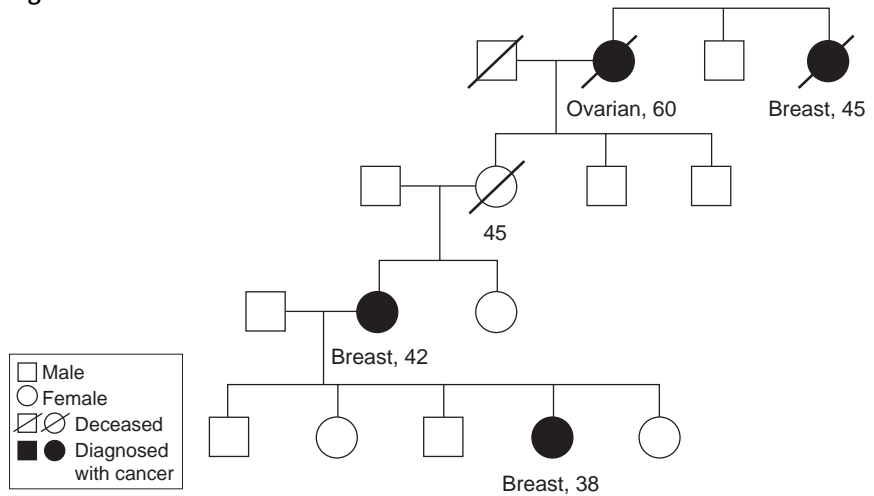 Ovarian, 60
Breast, 45
45
Breast, 42
Breast, 38
Male
Female
Deceased
Diagnosed
with cancer